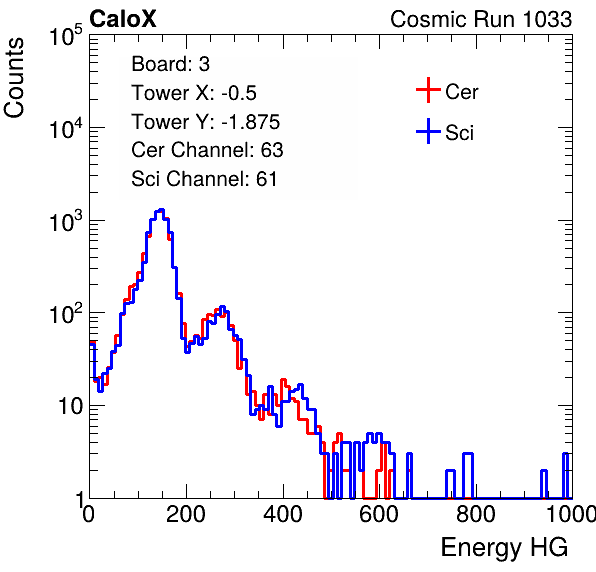 CaloX Cosmic Run 1033
Counts
10^5
10^4
10^3
10^2
10
1
Board: 3
Tower X: -0.5
Tower Y: -1.875
Cer Channel: 63
Sci Channel: 61
Cer
Sci
0 200 400 600 800 1000
Energy HG